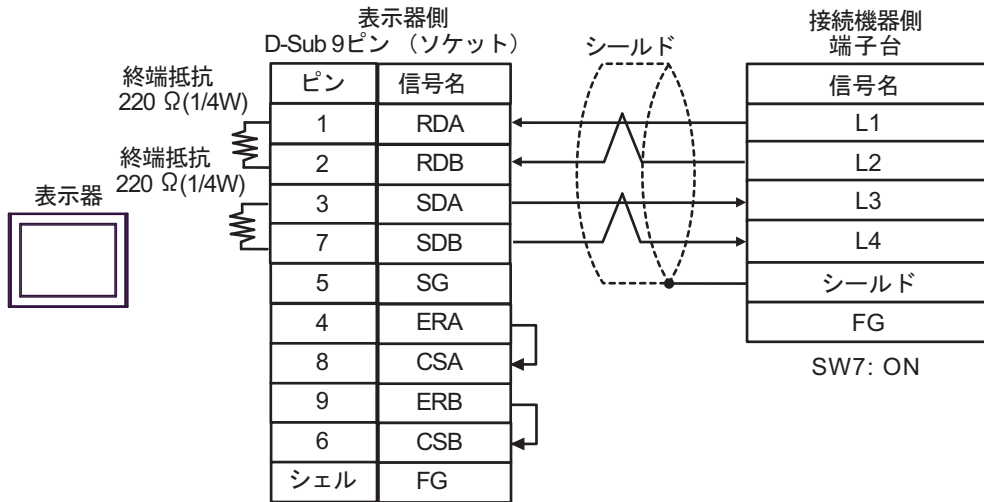 表示器側
D-Sub 9ピン (ソケット)
シールド
接続機器側
端子台
終端抵抗
220 Ω(1/4W)
終端抵抗
220 Ω(1/4W)
表示器
ピン 信号名
1 RDA
2 RDB
3 SDA
7 SDB
5 SG
4 ERA
8 CSA
9 ERB
6 CSB
シェル FG
信号名
L1
L2
L3
L4
シールド
FG
SW7: ON